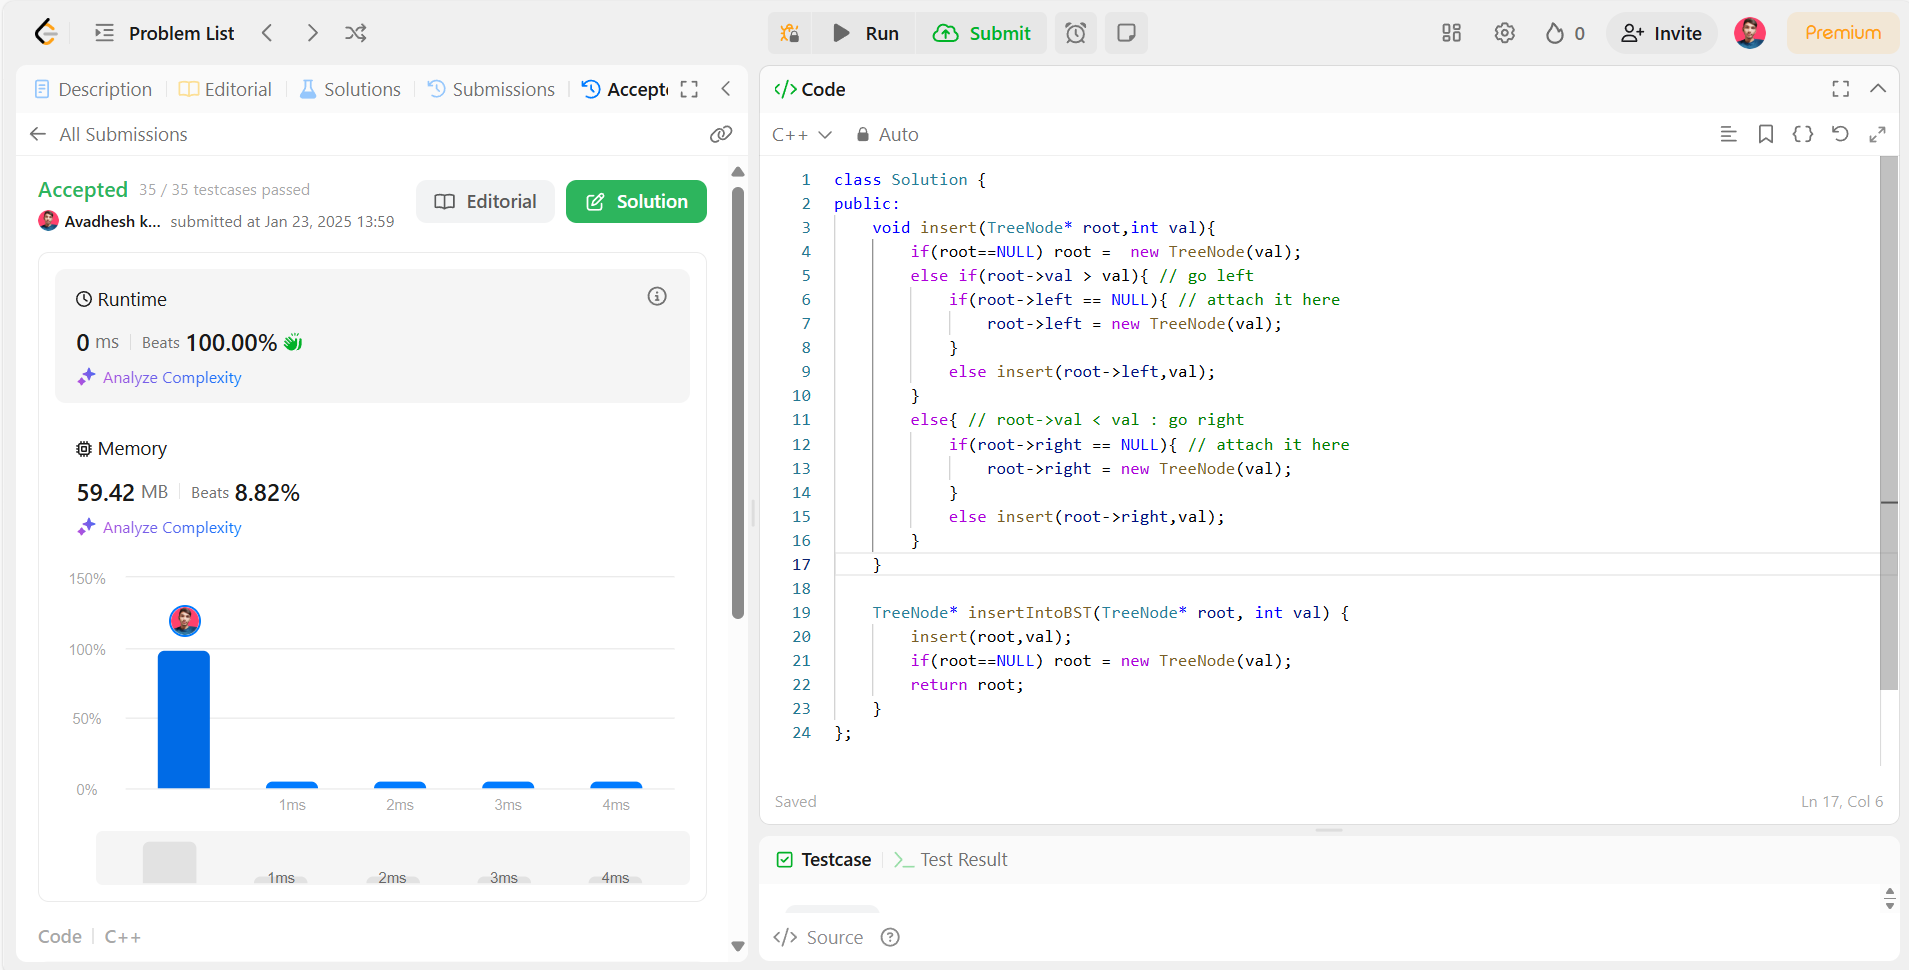 Problem List
Run
Submit
0
Invite
Premium
Description
Editorial
Solutions
Submissions
Accept
All Submissions
Accepted 35 / 35 testcases passed
Avadhesh k... submitted at Jan 23, 2025 13:59
Editorial
Solution
Runtime
0 ms Beats 100.00%
Analyze Complexity
Memory
59.42 MB Beats 8.82%
Analyze Complexity
150%
100%
50%
0%
1ms 2ms 3ms 4ms
1ms 2ms 3ms 4ms
Code C++
</> Code
C++ Auto
1 class Solution {
2 public:
3     void insert(TreeNode* root,int val){
4         if(root==NULL) root =  new TreeNode(val);
5         else if(root->val > val){ // go left
6             if(root->left == NULL){ // attach it here
7                 root->left = new TreeNode(val);
8             }
9             else insert(root->left,val);
10         }
11         else{ // root->val < val : go right
12             if(root->right == NULL){ // attach it here
13                 root->right = new TreeNode(val);
14             }
15             else insert(root->right,val);
16         }
17     }
18
19     TreeNode* insertIntoBST(TreeNode* root, int val) {
20         insert(root,val);
21         if(root==NULL) root = new TreeNode(val);
22         return root;
23     }
24 };
Saved
Ln 17, Col 6
Testcase
>_ Test Result
</> Source ?